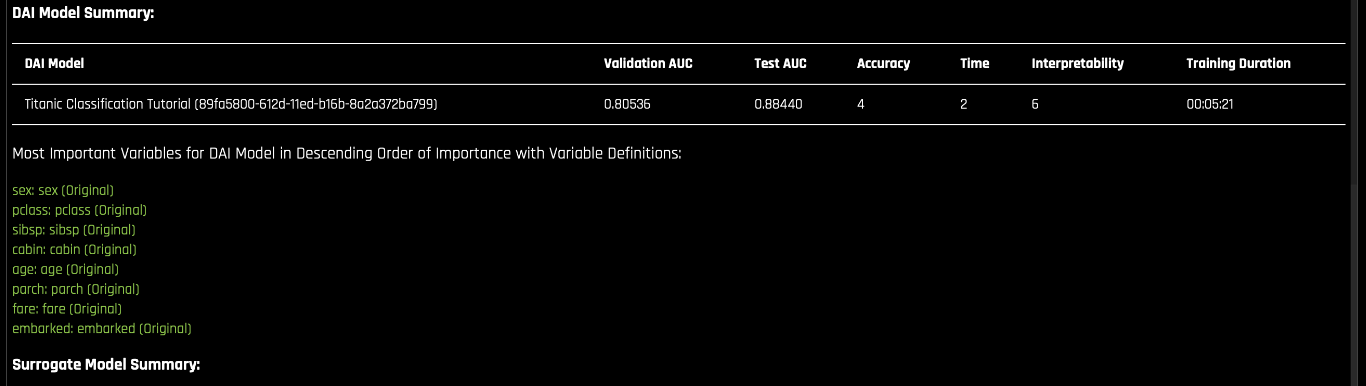 DAI Model Summary:
DAI Model Validation AUC Test AUC Accuracy Time Interpretability Training Duration
Titanic Classification Tutorial (89fa5800-612d-11ed-b16b-8a2a372ba799) 0.80536 0.88440 4 2 6 00:05:21
Most Important Variables for DAI Model in Descending Order of Importance with Variable Definitions:
sex: sex (Original)
pclass: pclass (Original)
sibsp: sibsp (Original)
cabin: cabin (Original)
age: age (Original)
parch: parch (Original)
fare: fare (Original)
embarked: embarked (Original)
Surrogate Model Summary: